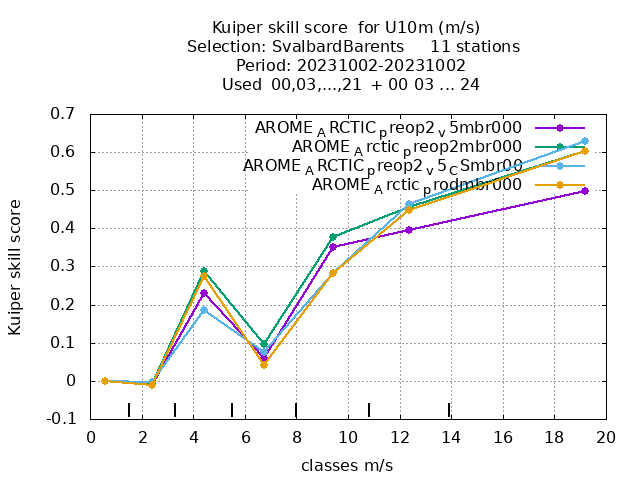 Kuiper skill score  for U10m (m/s)
Selection: SvalbardBarents     11 stations
Period: 20231002-20231002
Used  00,03,...,21  + 00 03 ... 24
AROME_ARCTIC_preop2_v5mbr000
AROME_Arctic_preop2mbr000
AROME_ARCTIC_preop2_v5_CSmbr00
AROME_Arctic_prodmbr000
Kuiper skill score
0.7
0.6
0.5
0.4
0.3
0.2
0.1
0
-0.1
0 2 4 6 8 10 12 14 16 18 20
classes m/s